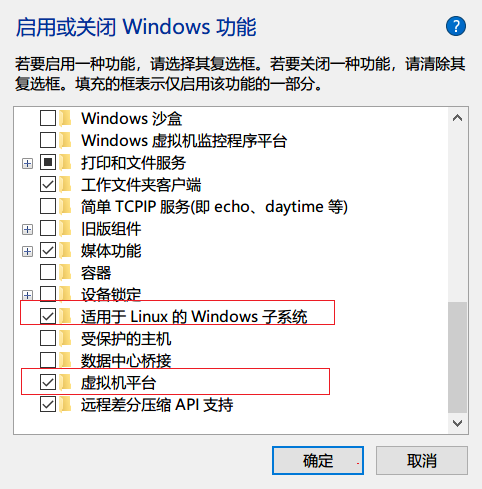 启用或关闭 Windows 功能
?
若要启用一种功能，请选择其复选框。若要关闭一种功能，请清除其
复选框。填充的框表示仅启用该功能的一部分。
Windows 沙盒
Windows 虚拟机监控程序平台
打印和文件服务
工作文件夹客户端
简单 TCPIP 服务(即 echo、daytime 等)
旧版组件
媒体功能
容器
设备锁定
适用于 Linux 的 Windows 子系统
受保护的主机
数据中心桥接
虚拟机平台
远程差分压缩 API 支持
确定
取消